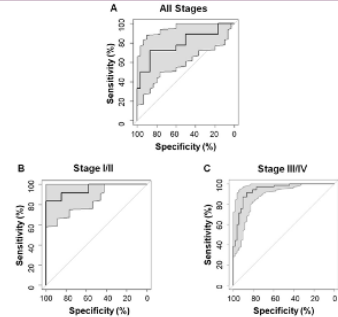 A All Stages
Sensitivity (%)
0 20 40 60 80 100
100 80 60 40 20 0
Specificity (%)
B Stage I/II
Sensitivity (%)
0 20 40 60 80 100
100 80 60 40 20 0
Specificity (%)
C Stage III/IV
Sensitivity (%)
0 20 40 60 80 100
100 80 60 40 20 0
Specificity (%)